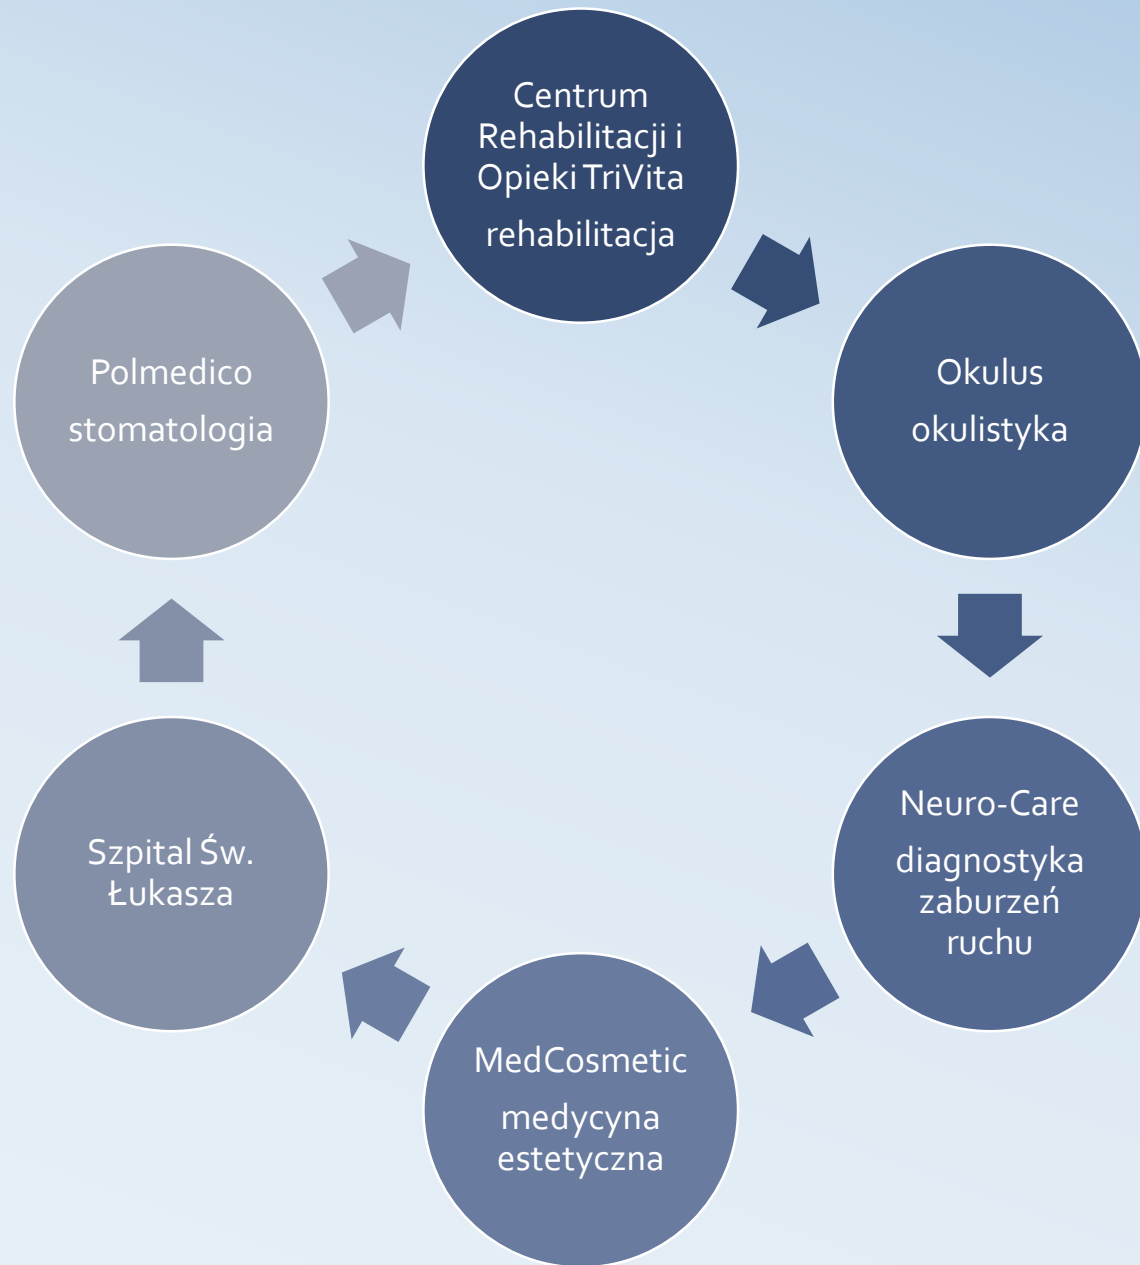 Centrum
Rehabilitacji i
Opieki TriVita
rehabilitacja
Okulus
okulistyka
Neuro-Care
diagnostyka
zaburzeń
ruchu
MedCosmetic
medycyna
estetyczna
Szpital Św.
Łukasza
Polmedico
stomatologia